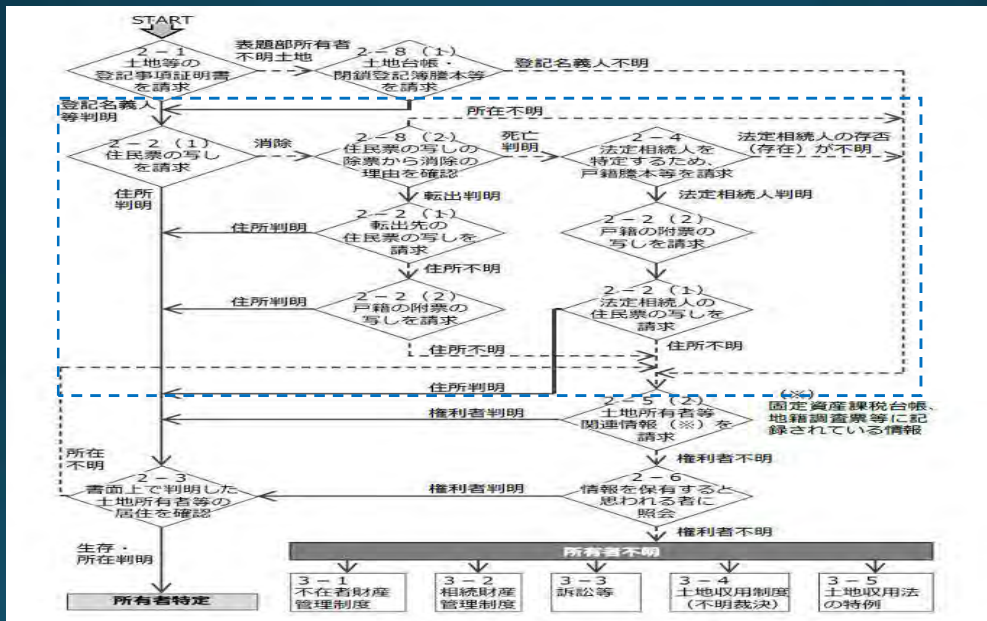 START
2－1
土地等の
登記事項証明書
を請求
表題部所有者
不明土地
2－8（1）
土地台帳・
閉鎖登記簿謄本等
を請求
登記名義人不明
登記名義人
等判明
所在不明
2－2（1）
住民票の写し
を請求
消除
2－8（2）
住民票の写しの
除票から消除の
理由を確認
死亡
判明
2－4
法定相続人を
特定するため、
戸籍謄本等を請求
法定相続人の存否
（存在）が不明
住所
判明
転出判明
法定相続人判明
住所判明
2－2（1）
転出先の
住民票の写しを
請求
2－2（2）
戸籍の附票の
写しを請求
住所不明
住所判明
2－2（2）
戸籍の附票の
写しを請求
2－2（1）
法定相続人の
住民票の写しを
請求
住所不明
住所不明
住所判明
権利者判明
2－5（2）
土地所有者等
関連情報（※）を
請求
（※）
固定資産課税台帳、
地籍調査票等に記
録されている情報
所在
不明
権利者不明
2－3
書面上で判明した
土地所有者等の
居住を確認
権利者判明
2－6
情報を保有すると
思われる者に
照会
権利者不明
生存・
所在判明
所有者不明
所有者特定
3－1
不在者財産
管理制度
3－2
相続財産
管理制度
3－3
訴訟等
3－4
土地収用制度
（不明裁決）
3－5
土地収用法
の特例